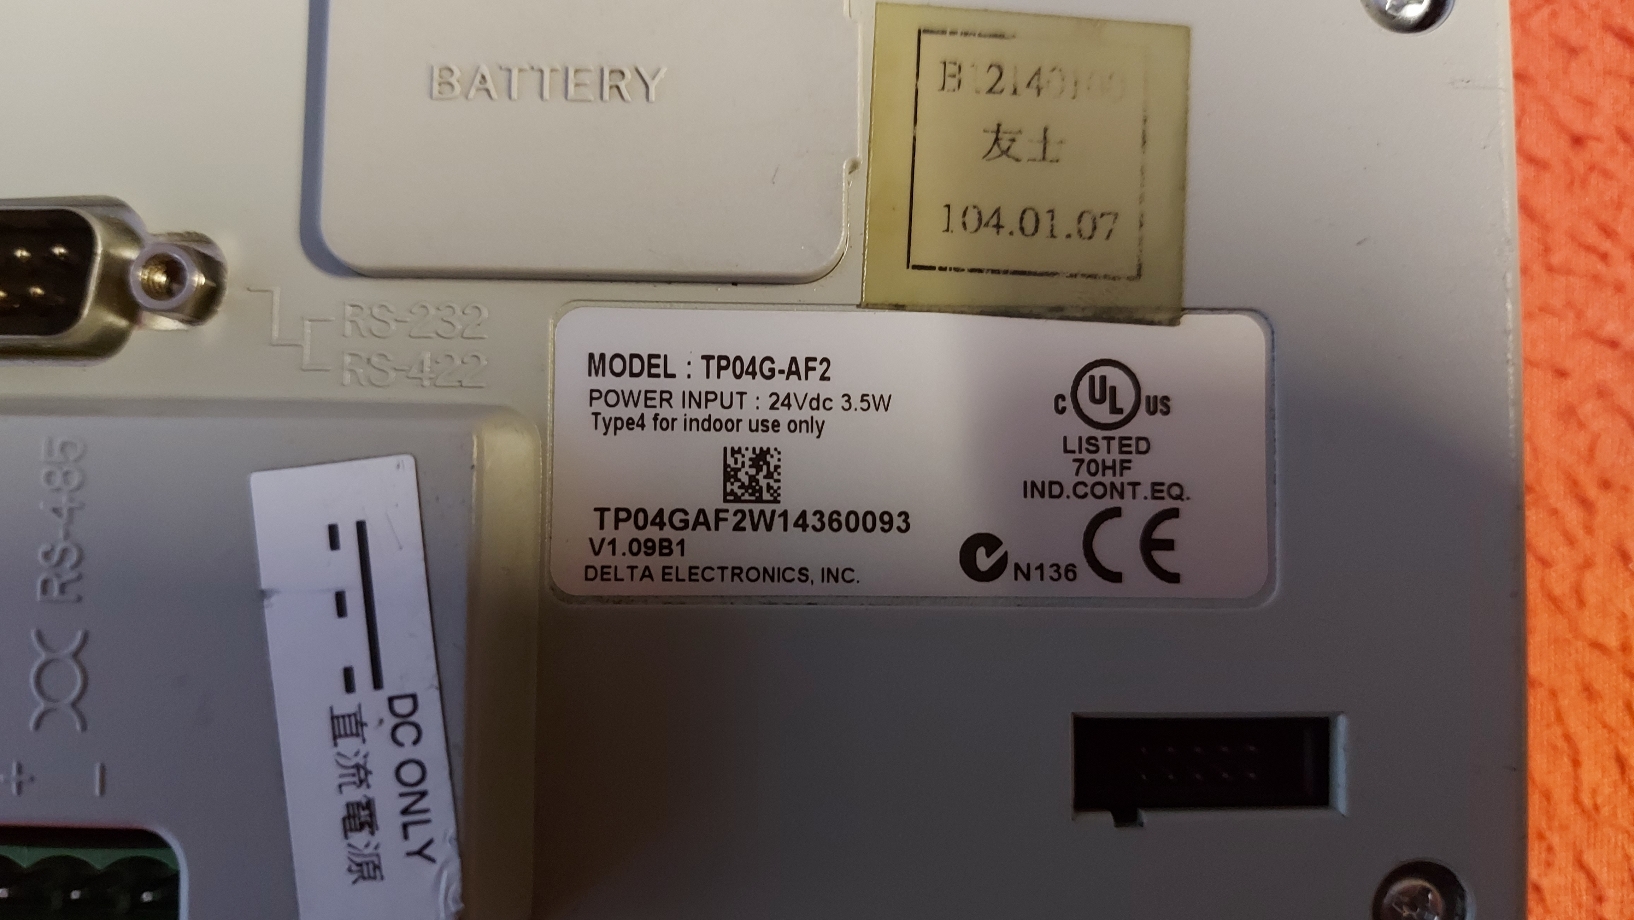 BATTERY
友士
104.01.07
RS-232
RS-422
RS-485
+
-
DC ONLY
直流電源
MODEL : TP04G-AF2
POWER INPUT : 24Vdc 3.5W
Type4 for indoor use only
TP04GAF2W14360093
V1.09B1
DELTA ELECTRONICS, INC.
C UL US
LISTED
70HF
IND.CONT.EQ.
N136 CE